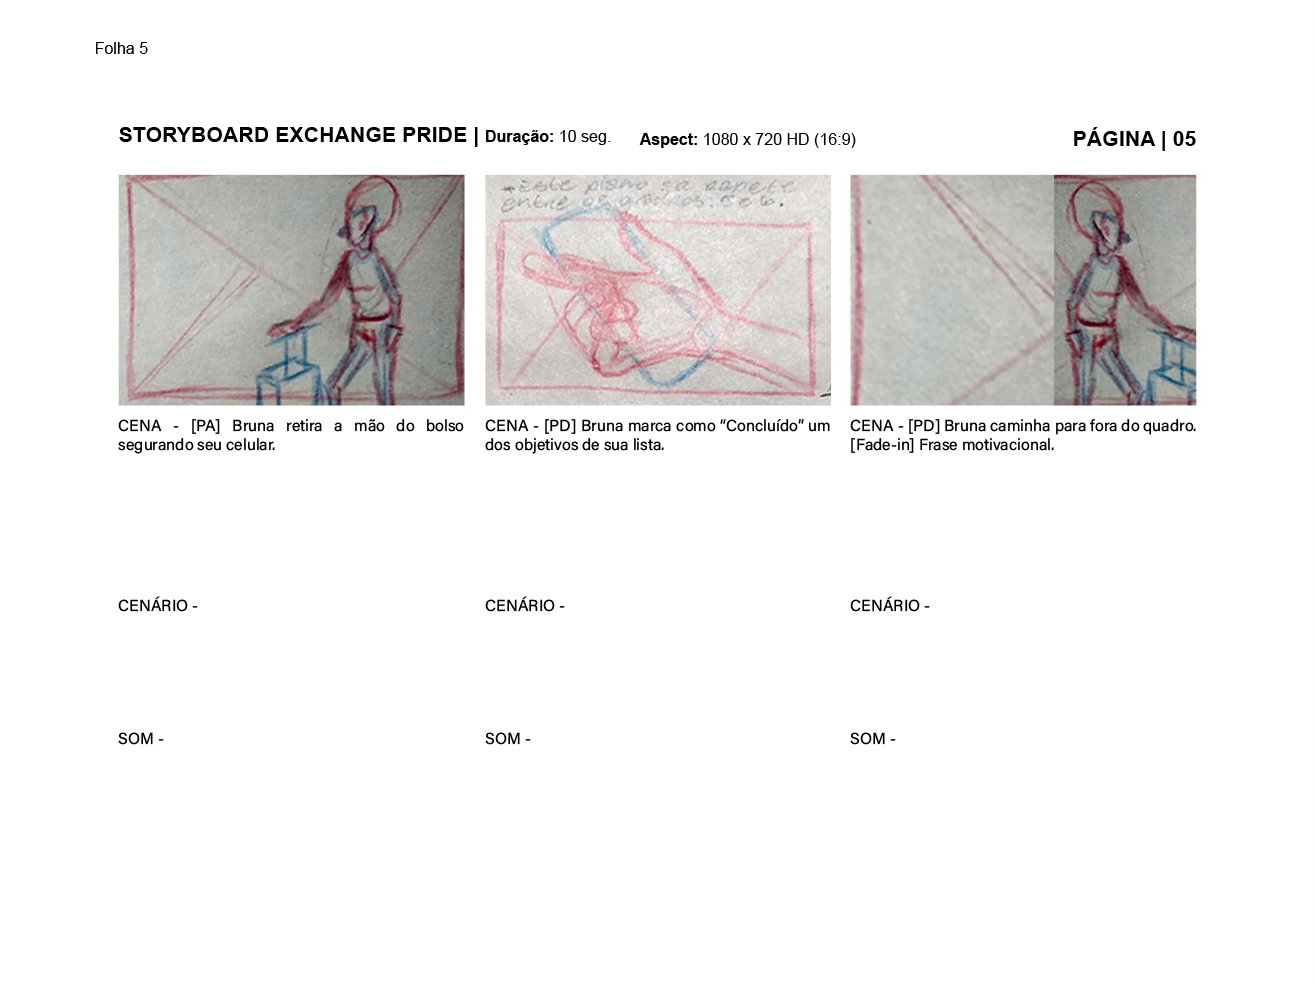 Folha 5
STORYBOARD EXCHANGE PRIDE | Duração: 10 seg. Aspect: 1080 x 720 HD (16:9) PÁGINA | 05
*Este plano se repete
entre os quadros: 5 e 6.
CENA - [PA] Bruna retira a mão do bolso
segurando seu celular.
CENA - [PD] Bruna marca como “Concluído” um
dos objetivos de sua lista.
CENA - [PD] Bruna caminha para fora do quadro.
[Fade-in] Frase motivacional.
CENÁRIO -
CENÁRIO -
CENÁRIO -
SOM -
SOM -
SOM -